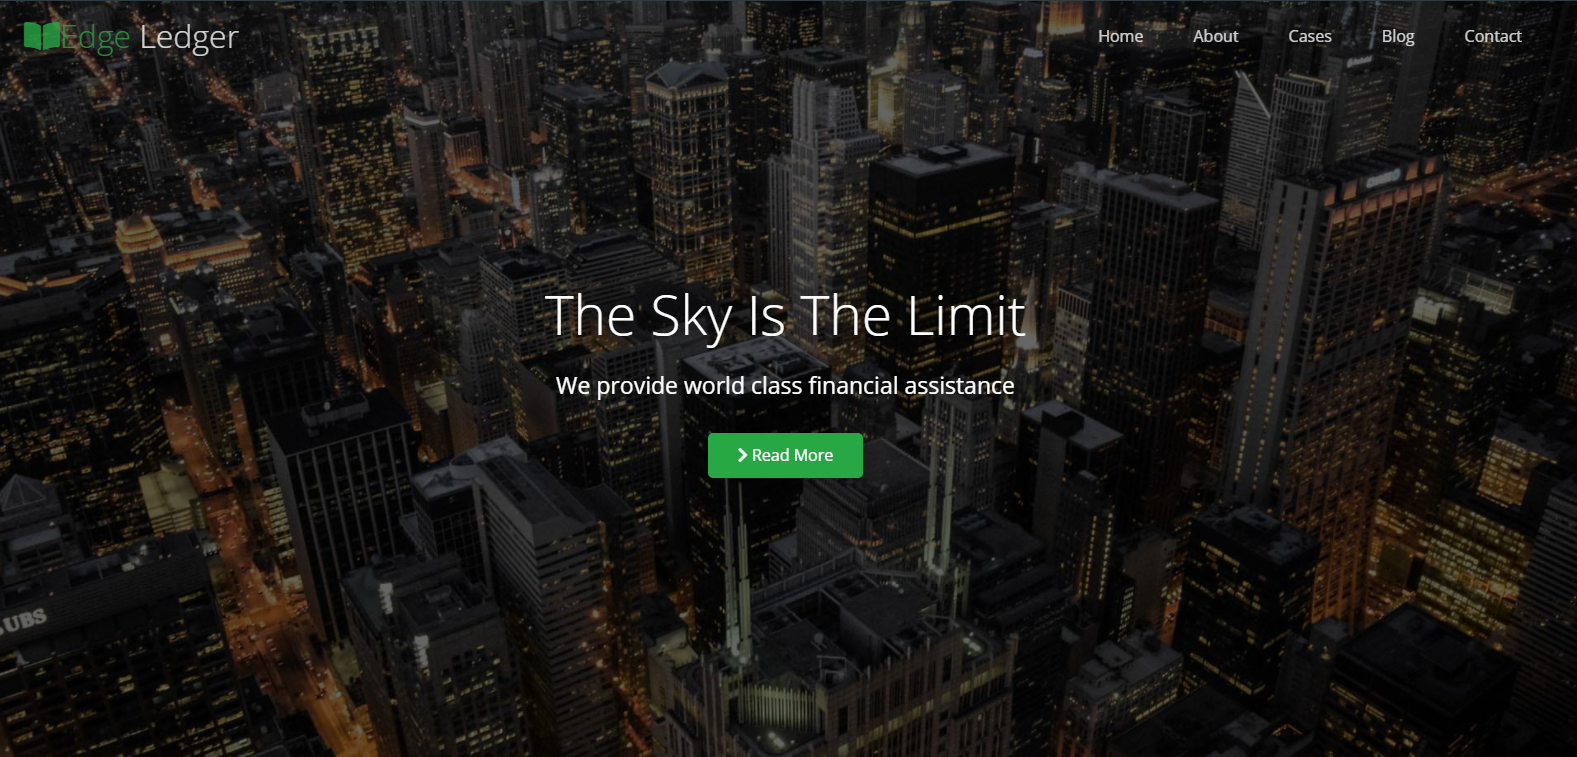 Edge Ledger
Home
About
Cases
Blog
Contact
The Sky Is The Limit
We provide world class financial assistance
Read More
UBS